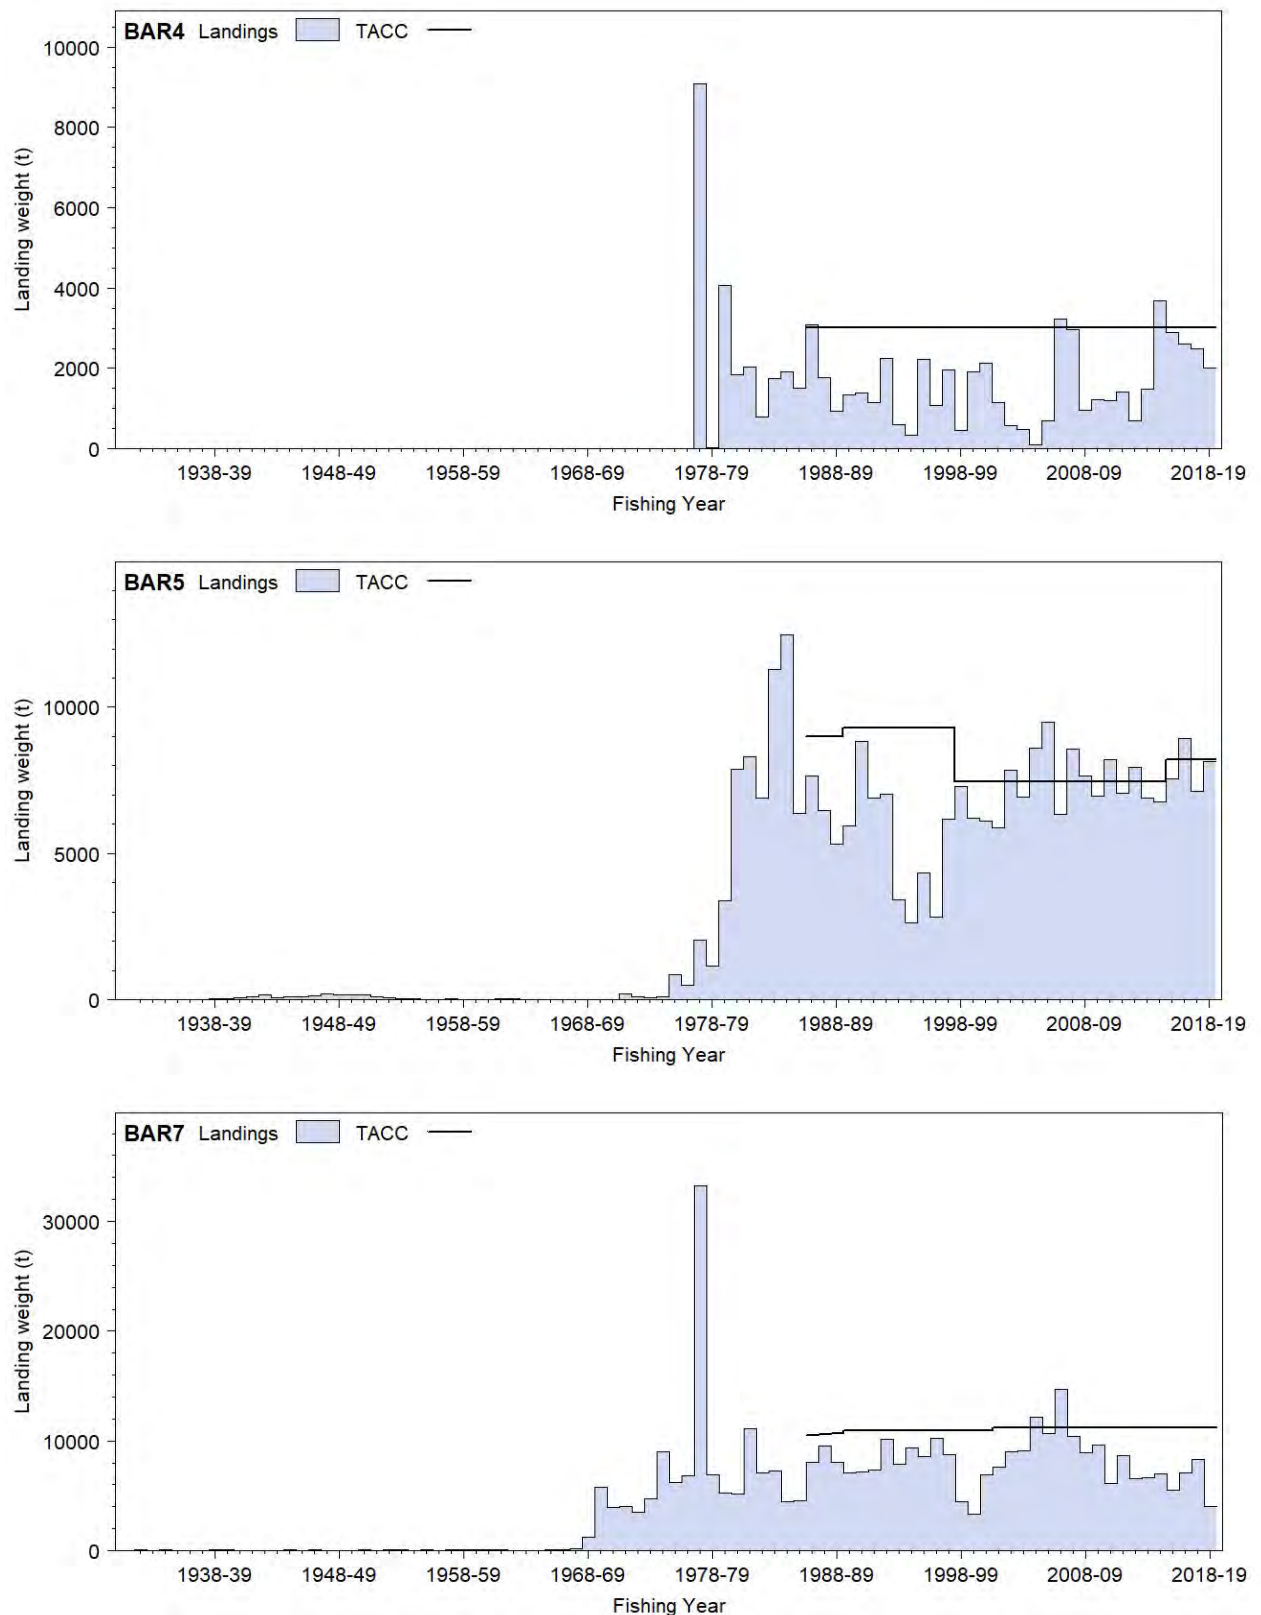 BAR4 Landings TACC
10000
8000
6000
4000
2000
0
Landing weight (t)
1938-39 1948-49 1958-59 1968-69 1978-79 1988-89 1998-99 2008-09 2018-19
Fishing Year
BAR5 Landings TACC
10000
5000
0
Landing weight (t)
1938-39 1948-49 1958-59 1968-69 1978-79 1988-89 1998-99 2008-09 2018-19
Fishing Year
BAR7 Landings TACC
30000
20000
10000
0
Landing weight (t)
1938-39 1948-49 1958-59 1968-69 1978-79 1988-89 1998-99 2008-09 2018-19
Fishing Year